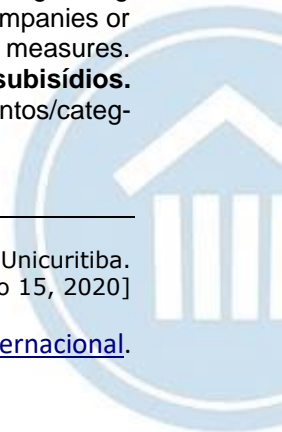 mpanies or
measures.
subisídios.
ntos/categ-
Unicuritiba.
o 15, 2020]
ernacional.